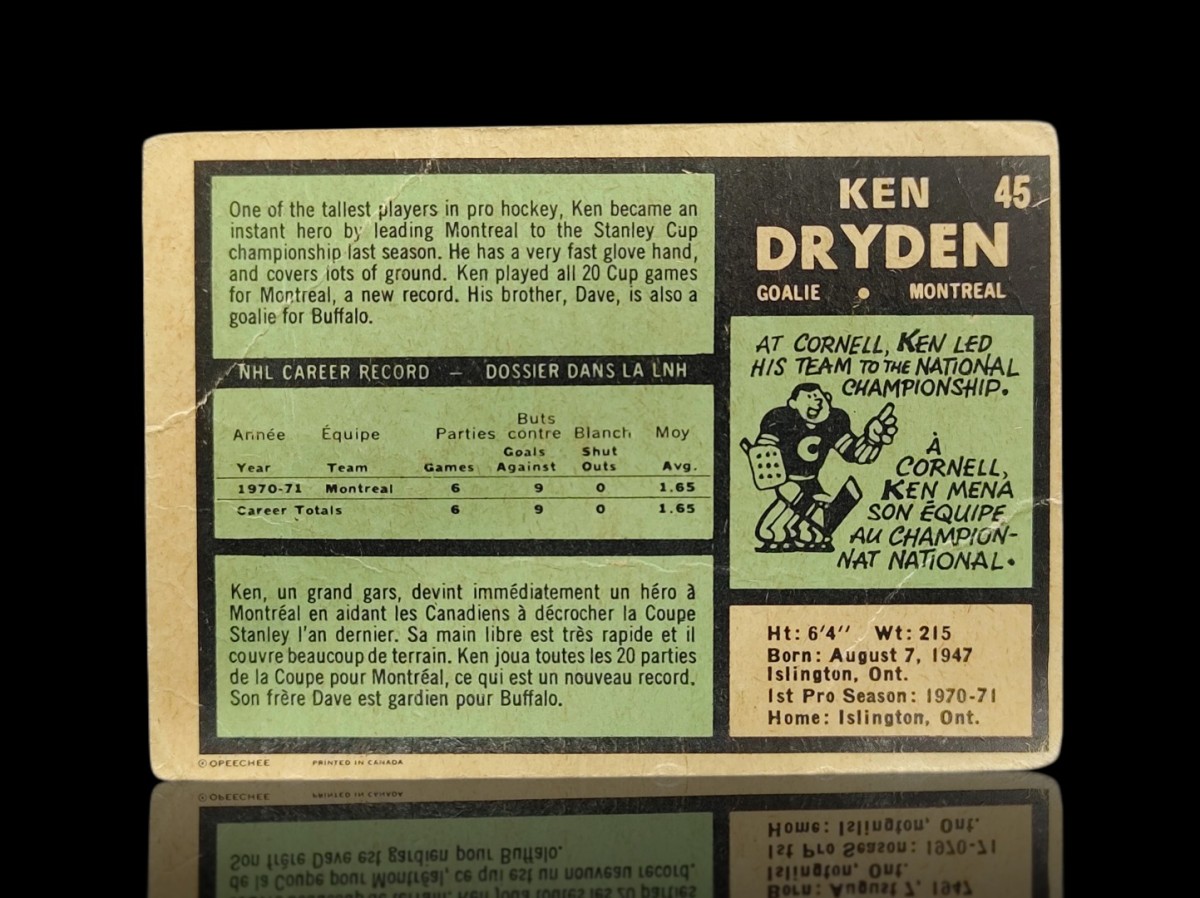 One of the tallest players in pro hockey, Ken became an
instant hero by leading Montreal to the Stanley Cup
championship last season. He has a very fast glove hand,
and covers lots of ground. Ken played all 20 Cup games
for Montreal, a new record. His brother, Dave, is also a
goalie for Buffalo.
NHL CAREER RECORD — DOSSIER DANS LA LNH
Année Équipe Parties Buts contre Blanch Moy
Year Team Games Goals Against Shut Outs Avg.
1970-71 Montreal 6 9 0 1.65
Career Totals 6 9 0 1.65
Ken, un grand gars, devint immédiatement un héro à
Montréal en aidant les Canadiens à décrocher la Coupe
Stanley l'an dernier. Sa main libre est très rapide et il
couvre beaucoup de terrain. Ken joua toutes les 20 parties
de la Coupe pour Montréal, ce qui est un nouveau record.
Son frère Dave est gardien pour Buffalo.
© OPEECHEE PRINTED IN CANADA
KEN 45
DRYDEN
GOALIE • MONTREAL
AT CORNELL, KEN LED
HIS TEAM TO THE NATIONAL
CHAMPIONSHIP.
C
À
CORNELL,
KEN MENA
SON ÉQUIPE
AU CHAMPION-
NAT NATIONAL.
Ht: 6'4'' Wt: 215
Born: August 7, 1947
Islington, Ont.
1st Pro Season: 1970-71
Home: Islington, Ont.